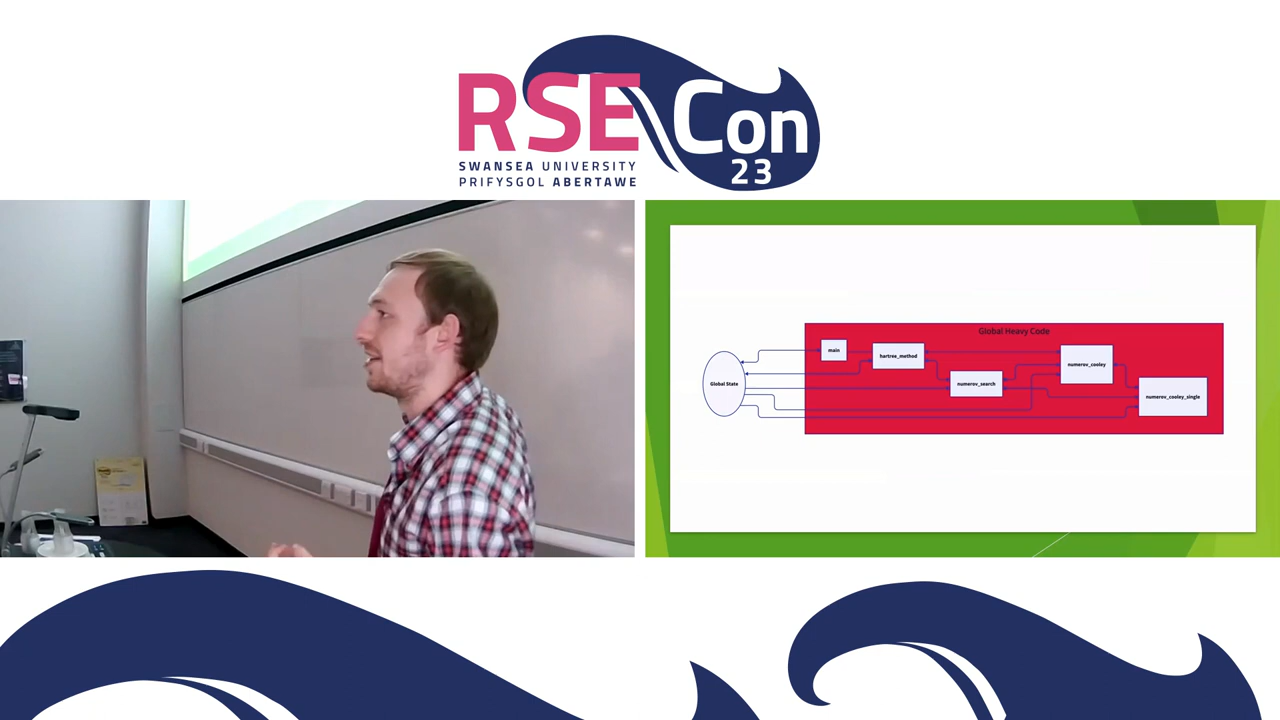 RSE Con
23
SWANSEA UNIVERSITY
PRIFYSGOL ABERTAWE
Global Heavy Code
main
hartree_method
numerov_cooley
Global State
numerov_search
numerov_cooley_single